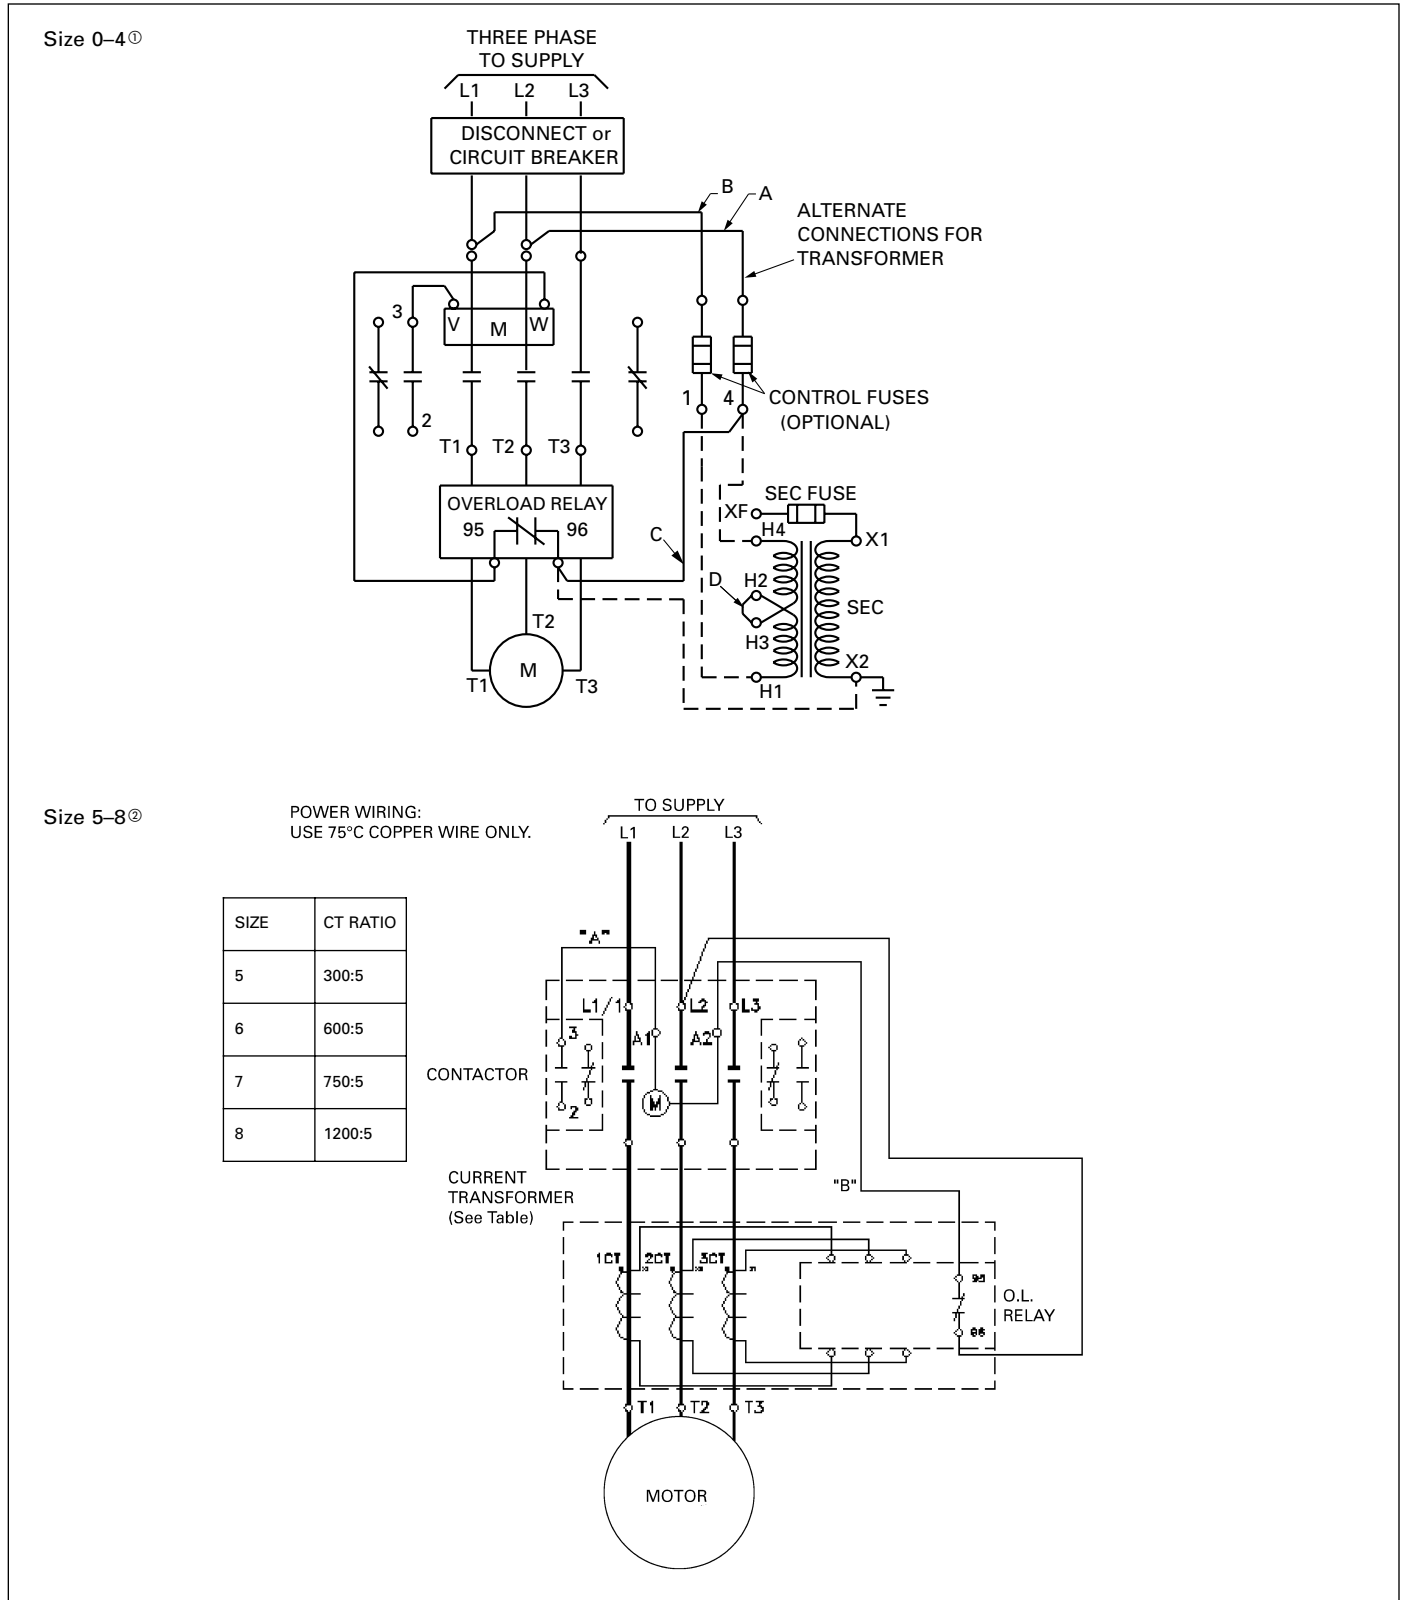 Size 0–4①
THREE PHASE
TO SUPPLY
L1 L2 L3
DISCONNECT or
CIRCUIT BREAKER
B
A
ALTERNATE
CONNECTIONS FOR
TRANSFORMER
3
V M W
1
4
CONTROL FUSES
(OPTIONAL)
2
T1 T2 T3
OVERLOAD RELAY
95 96
SEC FUSE
XF
H4
X1
C
D
H2
SEC
H3
T2
M
T1
T3
X2
H1
Size 5–8②
POWER WIRING:
USE 75°C COPPER WIRE ONLY.
TO SUPPLY
L1 L2 L3
SIZE CT RATIO
5 300:5
6 600:5
7 750:5
8 1200:5
"A"
L1/1 L2 L3
3
A1 A2
CONTACTOR
2
M
CURRENT
TRANSFORMER
(See Table)
"B"
1CT 2CT 3CT
95
O.L.
RELAY
96
T1 T2 T3
MOTOR